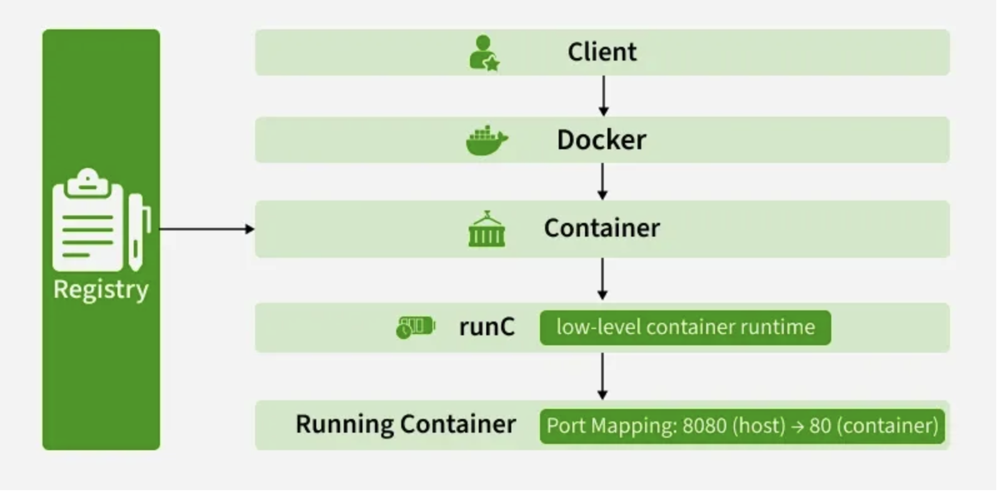 Registry
Client
Docker
Container
runC low-level container runtime
Running Container Port Mapping: 8080 (host) → 80 (container)